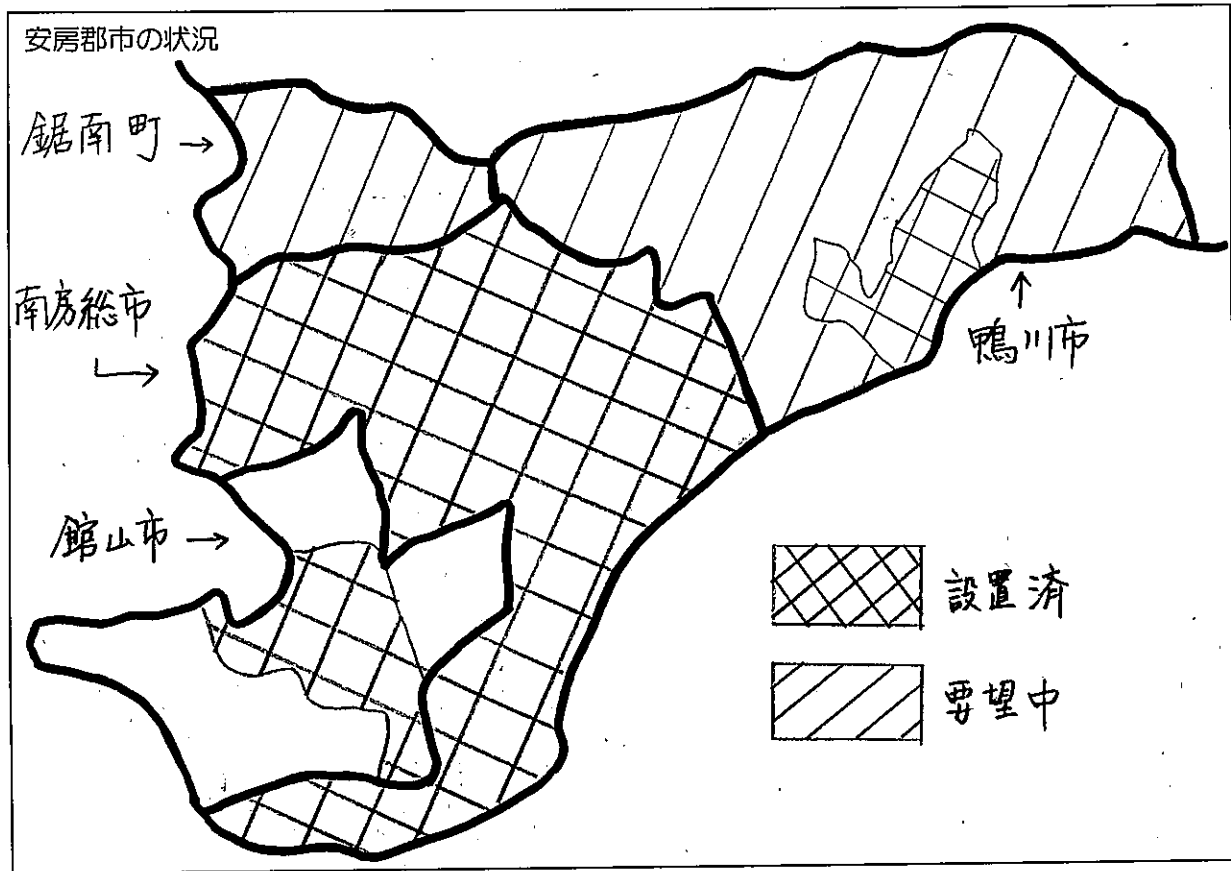 安房郡市の状況
鋸南町→
南房総市
→
鴨川市
↑
館山市→
設置済
要望中